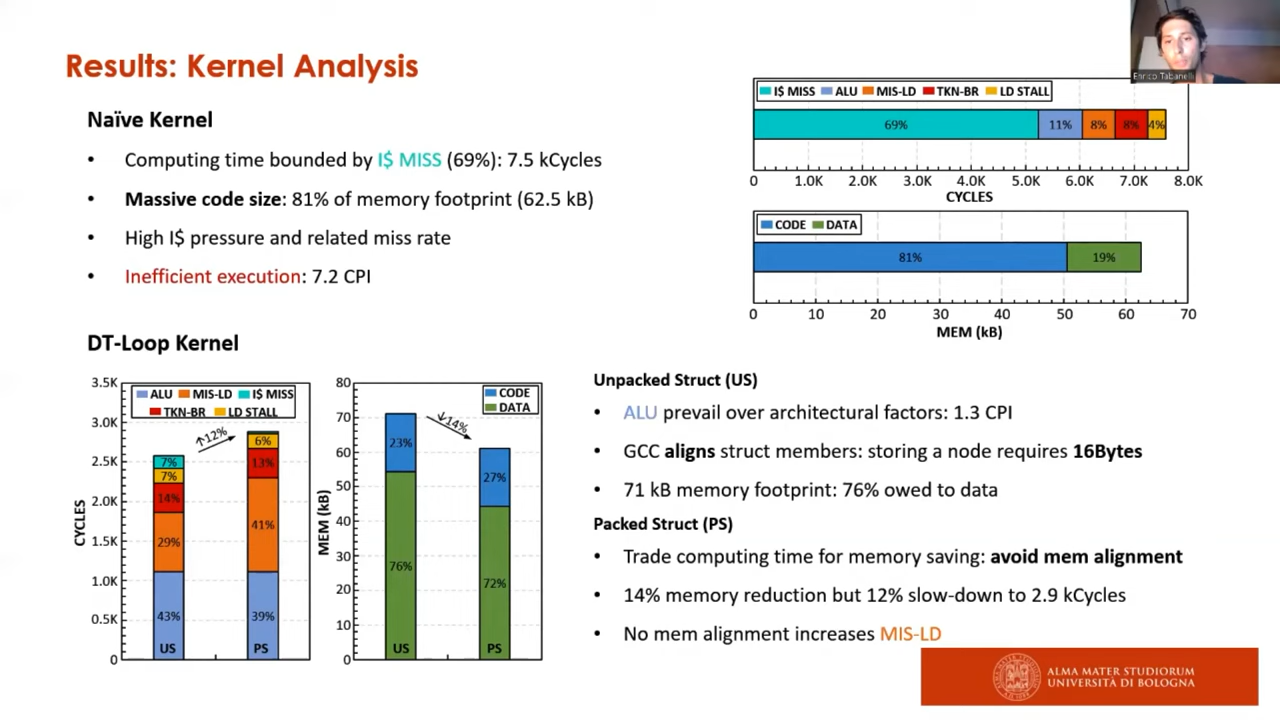 Results: Kernel Analysis
Enrico Tabanelli
Naïve Kernel
• Computing time bounded by I$ MISS (69%): 7.5 kCycles
• Massive code size: 81% of memory footprint (62.5 kB)
• High I$ pressure and related miss rate
• Inefficient execution: 7.2 CPI
I$ MISS ALU MIS-LD TKN-BR LD STALL
69% 11% 8% 8% 4%
0 1.0K 2.0K 3.0K 4.0K 5.0K 6.0K 7.0K 8.0K
CYCLES
CODE DATA
81% 19%
0 10 20 30 40 50 60 70
MEM (kB)
DT-Loop Kernel
3.5K
3.0K
2.5K
2.0K
1.5K
1.0K
0.5K
0
CYCLES
ALU MIS-LD I$ MISS
TKN-BR LD STALL
↑12%
7%
7%
14%
29%
43%
US
6%
13%
41%
39%
PS
80
70
60
50
40
30
20
10
0
MEM (kB)
CODE
DATA
↓14%
23%
76%
US
27%
72%
PS
Unpacked Struct (US)
• ALU prevail over architectural factors: 1.3 CPI
• GCC aligns struct members: storing a node requires 16Bytes
• 71 kB memory footprint: 76% owed to data
Packed Struct (PS)
• Trade computing time for memory saving: avoid mem alignment
• 14% memory reduction but 12% slow-down to 2.9 kCycles
• No mem alignment increases MIS-LD
ALMA MATER STUDIORUM
UNIVERSITÀ DI BOLOGNA